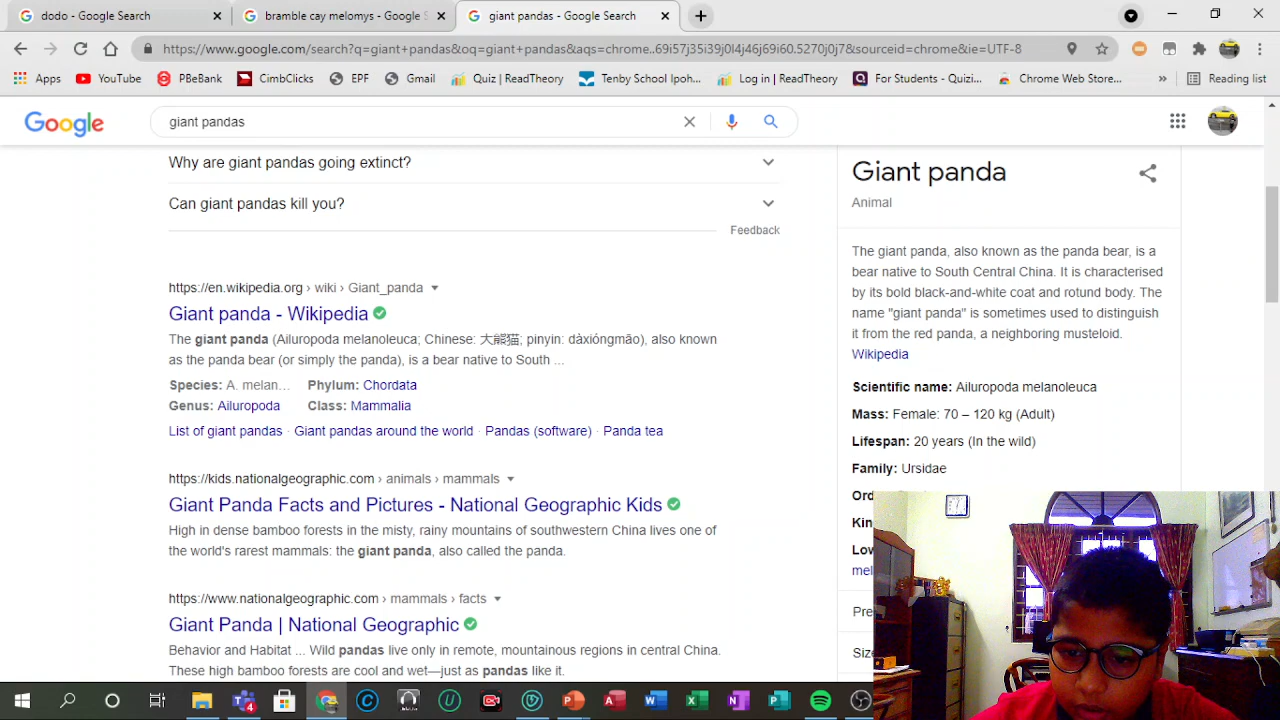 dodo - Google Search
bramble cay melomys - Google S
giant pandas - Google Search
https://www.google.com/search?q=giant+pandas&oq=giant+pandas&aqs=chrome..69i57j35i39j0l4j46j69i60.5270j0j7&sourceid=chrome&ie=UTF-8
Apps YouTube PBeBank CimbClicks EPF Gmail Quiz | ReadTheory Tenby School Ipoh... Log in | ReadTheory For Students - Quizi... Chrome Web Store... » Reading list
Google
giant pandas
Why are giant pandas going extinct?
Can giant pandas kill you?
Feedback
https://en.wikipedia.org › wiki › Giant_panda
Giant panda - Wikipedia
The giant panda (Ailuropoda melanoleuca; Chinese: 大熊猫; pinyin: dàxióngmāo), also known
as the panda bear (or simply the panda), is a bear native to South ...
Species: A. melan... Phylum: Chordata
Genus: Ailuropoda Class: Mammalia
List of giant pandas · Giant pandas around the world · Pandas (software) · Panda tea
https://kids.nationalgeographic.com › animals › mammals
Giant Panda Facts and Pictures - National Geographic Kids
High in dense bamboo forests in the misty, rainy mountains of southwestern China lives one of
the world's rarest mammals: the giant panda, also called the panda.
https://www.nationalgeographic.com › mammals › facts
Giant Panda | National Geographic
Behavior and Habitat ... Wild pandas live only in remote, mountainous regions in central China.
These high bamboo forests are cool and wet—just as pandas like it.
Giant panda
Animal
The giant panda, also known as the panda bear, is a
bear native to South Central China. It is characterised
by its bold black-and-white coat and rotund body. The
name "giant panda" is sometimes used to distinguish
it from the red panda, a neighboring musteloid.
Wikipedia
Scientific name: Ailuropoda melanoleuca
Mass: Female: 70 – 120 kg (Adult)
Lifespan: 20 years (In the wild)
Family: Ursidae
Ord
Kin
Lov
mel
Pre
Size
4